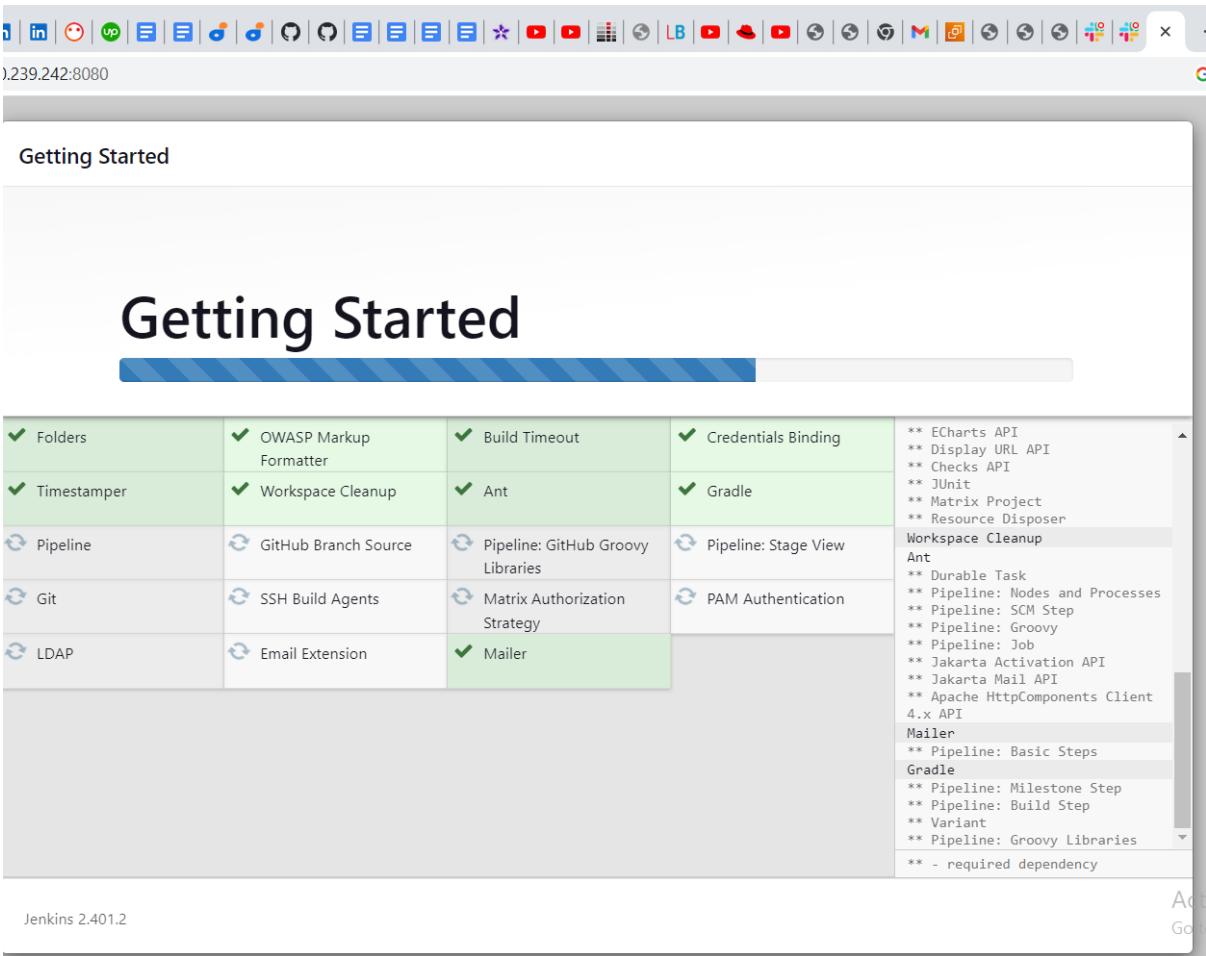 up
LB
).239.242:8080
Getting Started
Getting Started
Folders
OWASP Markup
Formatter
Build Timeout
Credentials Binding
Timestamper
Workspace Cleanup
Ant
Gradle
Pipeline
GitHub Branch Source
Pipeline: GitHub Groovy
Libraries
Pipeline: Stage View
Git
SSH Build Agents
Matrix Authorization
Strategy
PAM Authentication
LDAP
Email Extension
Mailer
** ECharts API
** Display URL API
** Checks API
** JUnit
** Matrix Project
** Resource Disposer
Workspace Cleanup
Ant
** Durable Task
** Pipeline: Nodes and Processes
** Pipeline: SCM Step
** Pipeline: Groovy
** Pipeline: Job
** Jakarta Activation API
** Jakarta Mail API
** Apache HttpComponents Client
4.x API
Mailer
** Pipeline: Basic Steps
Gradle
** Pipeline: Milestone Step
** Pipeline: Build Step
** Variant
** Pipeline: Groovy Libraries
** - required dependency
Jenkins 2.401.2